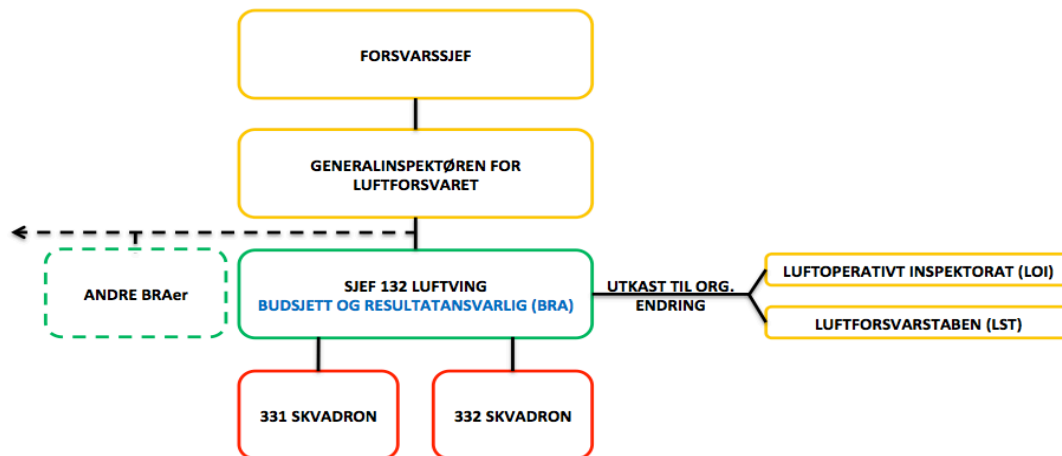 FORSVARSSJEF
GENERALINSPEKTØREN FOR
LUFTFORSVARET
ANDRE BRAer
SJEF 132 LUFTVING
BUDSJETT OG RESULTATANSVARLIG (BRA)
UTKAST TIL ORG.
ENDRING
LUFTOPERATIVT INSPEKTORAT (LOI)
LUFTFORSVARSTABEN (LST)
331 SKVADRON
332 SKVADRON